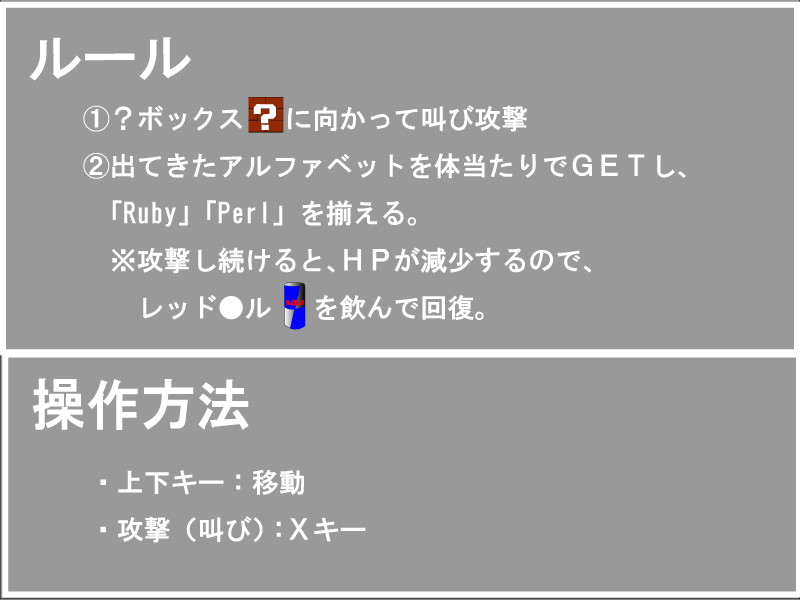 ルール
①？ボックス?に向かって叫び攻撃
②出てきたアルファベットを体当たりでＧＥＴし、
「Ruby」「Perl」を揃える。
※攻撃し続けると、ＨＰが減少するので、
レッド●ルを飲んで回復。
操作方法
・上下キー：移動
・攻撃（叫び）：Ｘキー